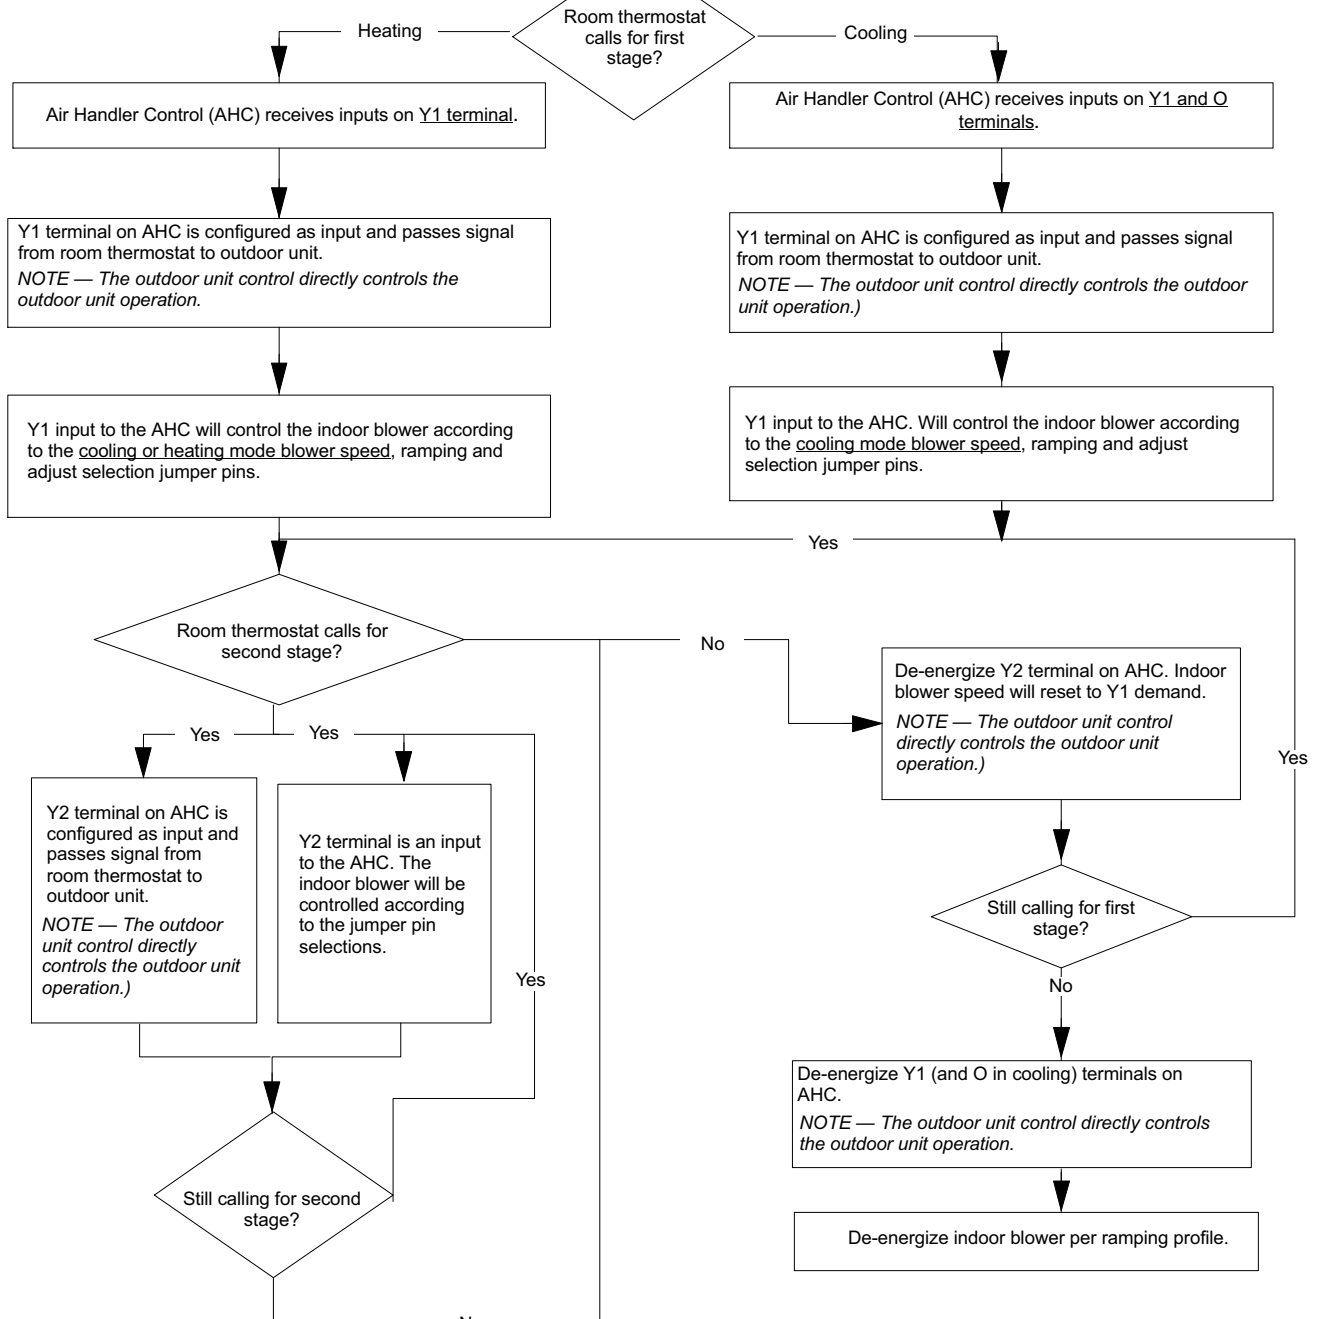 Room thermostat
calls for first
stage?
Heating
Cooling
Air Handler Control (AHC) receives inputs on Y1 terminal.
Air Handler Control (AHC) receives inputs on Y1 and O
terminals.
Y1 terminal on AHC is configured as input and passes signal
from room thermostat to outdoor unit.
NOTE — The outdoor unit control directly controls the
outdoor unit operation.
Y1 terminal on AHC is configured as input and passes signal
from room thermostat to outdoor unit.
NOTE — The outdoor unit control directly controls the outdoor
unit operation.)
Y1 input to the AHC will control the indoor blower according
to the cooling or heating mode blower speed, ramping and
adjust selection jumper pins.
Y1 input to the AHC. Will control the indoor blower according
to the cooling mode blower speed, ramping and adjust
selection jumper pins.
Yes
Room thermostat calls for
second stage?
No
De-energize Y2 terminal on AHC. Indoor
blower speed will reset to Y1 demand.
NOTE — The outdoor unit control
directly controls the outdoor unit
operation.)
Yes
Yes
Yes
Y2 terminal on AHC is
configured as input and
passes signal from
room thermostat to
outdoor unit.
NOTE — The outdoor
unit control directly
controls the outdoor unit
operation.)
Y2 terminal is an input
to the AHC. The
indoor blower will be
controlled according
to the jumper pin
selections.
Yes
Still calling for first
stage?
No
De-energize Y1 (and O in cooling) terminals on
AHC.
NOTE — The outdoor unit control directly controls
the outdoor unit operation.
Still calling for second
stage?
De-energize indoor blower per ramping profile.